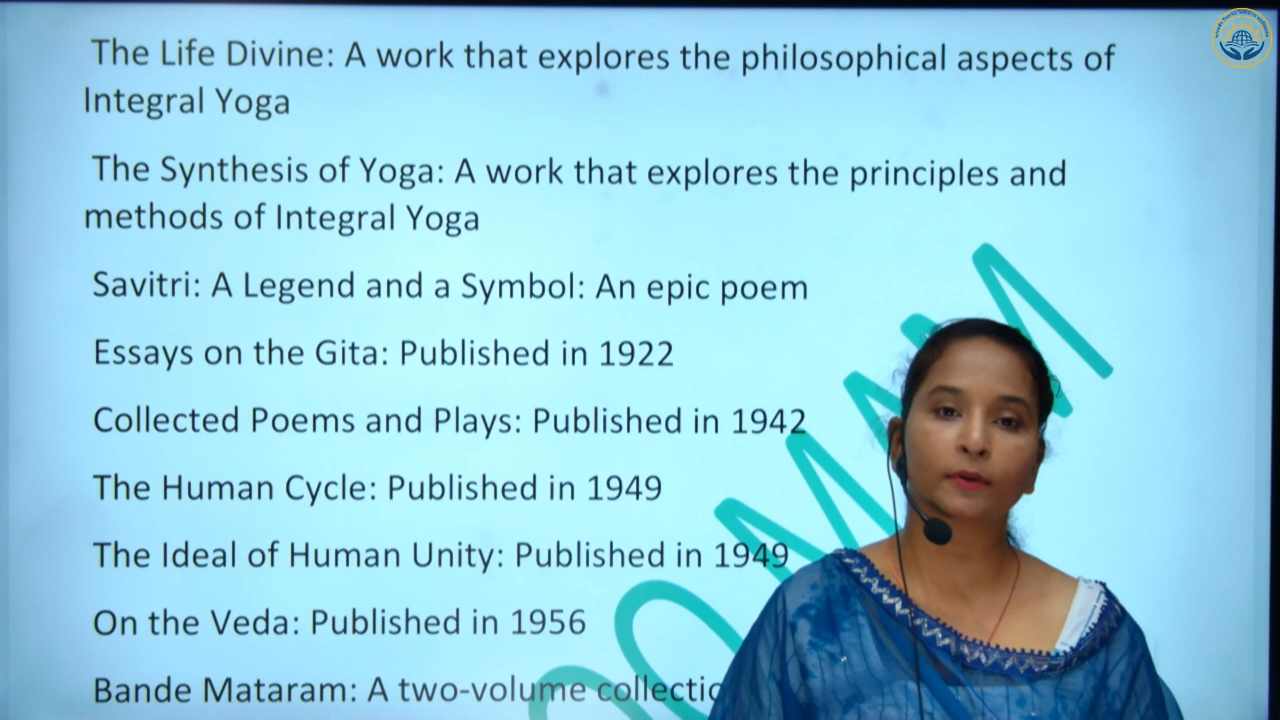 The Life Divine: A work that explores the philosophical aspects of
Integral Yoga
The Synthesis of Yoga: A work that explores the principles and
methods of Integral Yoga
Savitri: A Legend and a Symbol: An epic poem
Essays on the Gita: Published in 1922
Collected Poems and Plays: Published in 1942
The Human Cycle: Published in 1949
The Ideal of Human Unity: Published in 1949
On the Veda: Published in 1956
Bande Mataram: A two-volume